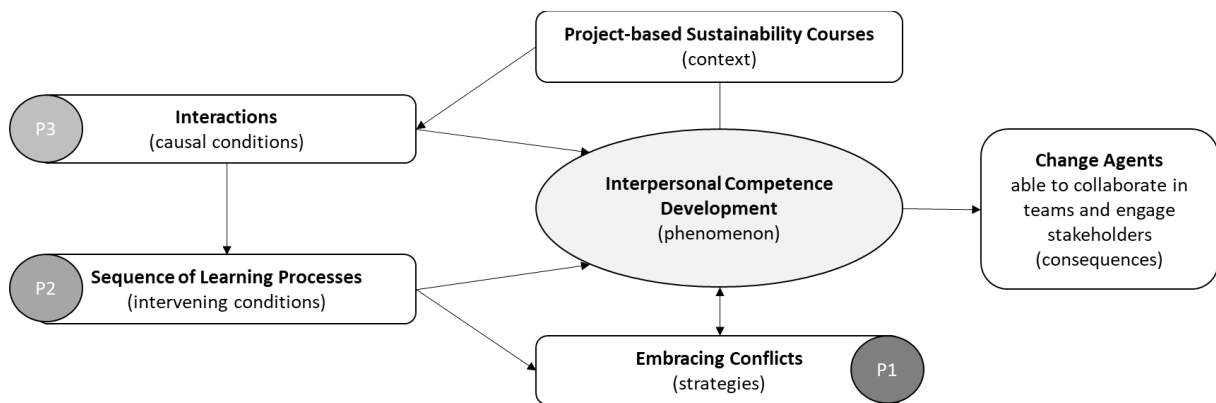 Project-based Sustainability Courses
(context)
P3
Interactions
(causal conditions)
Interpersonal Competence
Development
(phenomenon)
Change Agents
able to collaborate in
teams and engage
stakeholders
(consequences)
P2
Sequence of Learning Processes
(intervening conditions)
Embracing Conflicts
(strategies)
P1